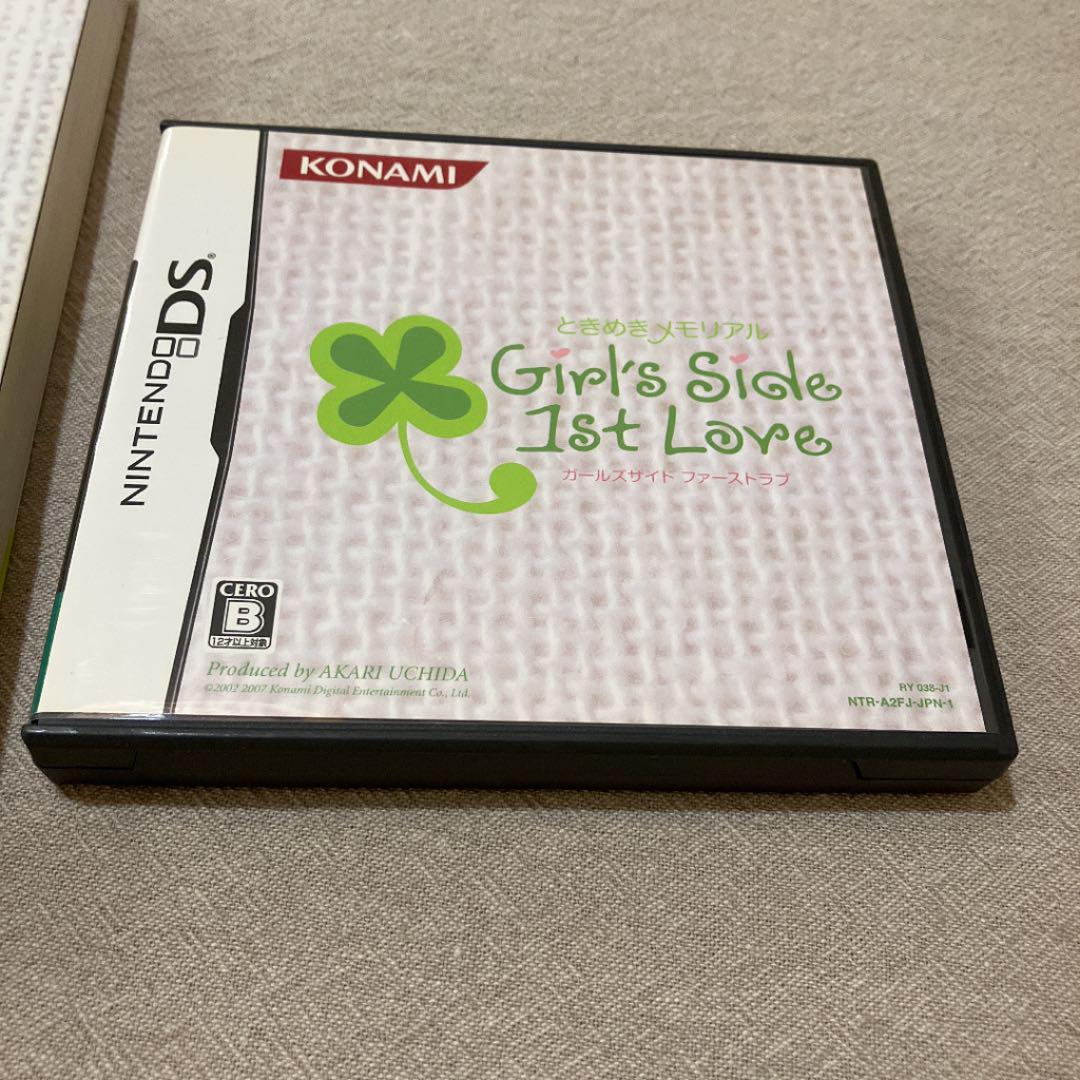 KONAMI
NINTENDO DS®
ときめきメモリアル
Girl's Side
1st Love
ガールズサイド ファーストラブ
CERO
B
12才以上対象
Produced by AKARI UCHIDA
©2002 2007 Konami Digital Entertainment Co., Ltd.
RY 038-J1
NTR-A2FJ-JPN-1